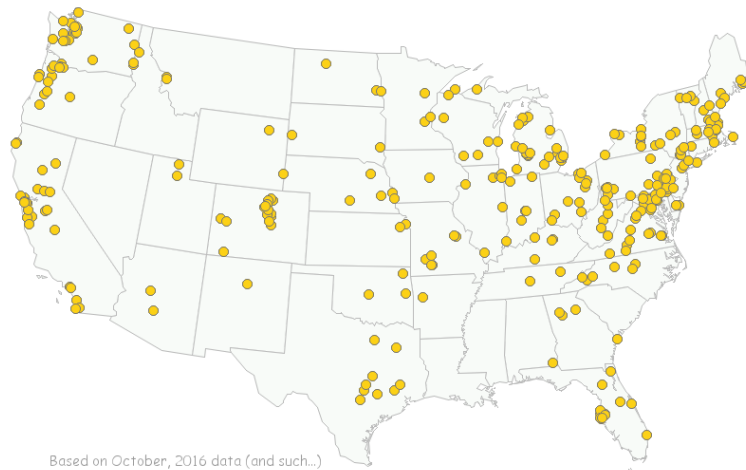 Based on October, 2016 data (and such...)